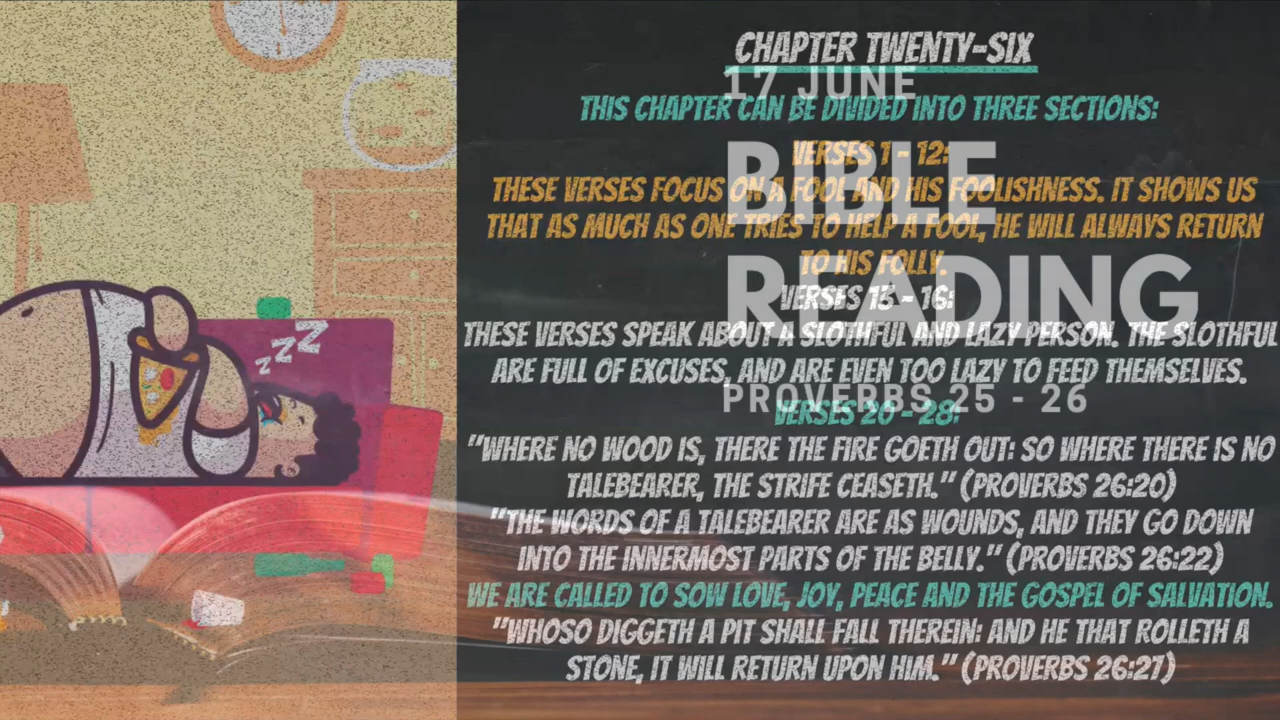 CHAPTER TWENTY-SIX
17 JUNE
THIS CHAPTER CAN BE DIVIDED INTO THREE SECTIONS:
BIBLE
VERSES 1 - 12:
THESE VERSES FOCUS ON A FOOL AND HIS FOOLISHNESS. IT SHOWS US
THAT AS MUCH AS ONE TRIES TO HELP A FOOL, HE WILL ALWAYS RETURN
TO HIS FOLLY.
READING
VERSES 13 - 16:
THESE VERSES SPEAK ABOUT A SLOTHFUL AND LAZY PERSON. THE SLOTHFUL
ARE FULL OF EXCUSES, AND ARE EVEN TOO LAZY TO FEED THEMSELVES.
PROVERBS 25 - 26
VERSES 20 - 28:
"WHERE NO WOOD IS, THERE THE FIRE GOETH OUT: SO WHERE THERE IS NO
TALEBEARER, THE STRIFE CEASETH." (PROVERBS 26:20)
"THE WORDS OF A TALEBEARER ARE AS WOUNDS, AND THEY GO DOWN
INTO THE INNERMOST PARTS OF THE BELLY." (PROVERBS 26:22)
WE ARE CALLED TO SOW LOVE, JOY, PEACE AND THE GOSPEL OF SALVATION.
"WHOSO DIGGETH A PIT SHALL FALL THEREIN: AND HE THAT ROLLETH A
STONE, IT WILL RETURN UPON HIM." (PROVERBS 26:27)
ZZZ